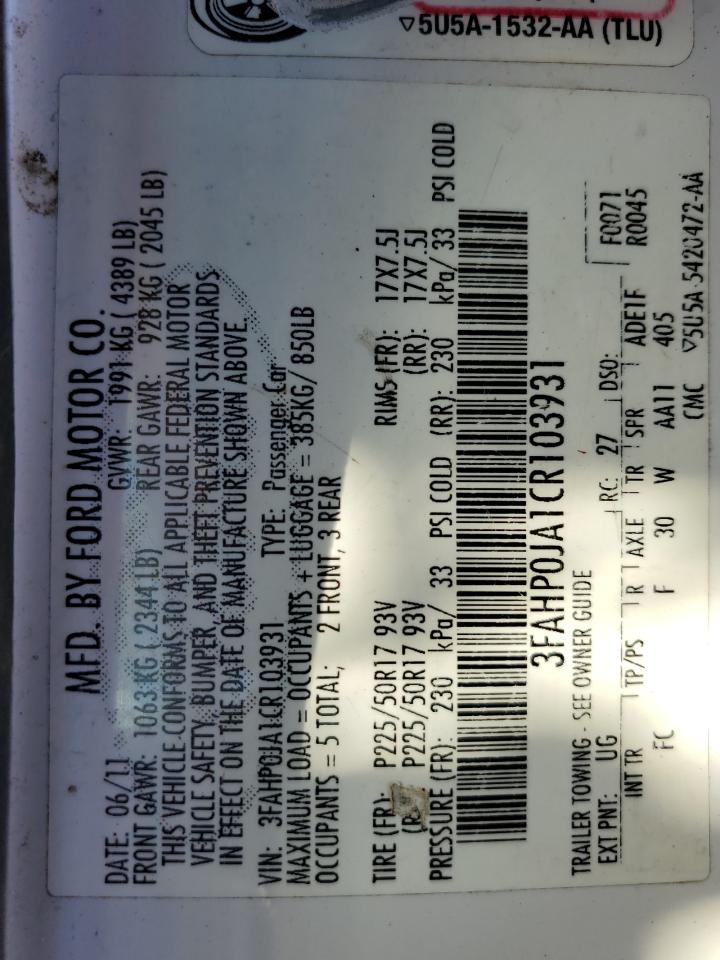 ▽5U5A-1532-AA (TLU)
MFD. BY FORD MOTOR CO.
DATE: 06/11 GVWR: 1991 KG ( 4389 LB)
FRONT GAWR: 1063 KG ( 2344 LB) REAR GAWR: 928 KG ( 2045 LB)
THIS VEHICLE CONFORMS TO ALL APPLICABLE FEDERAL MOTOR
VEHICLE SAFETY, BUMPER, AND THEFT PREVENTION STANDARDS
IN EFFECT ON THE DATE OF MANUFACTURE SHOWN ABOVE.
VIN: 3FAHP0JA1CR103931 TYPE: Passenger Car
MAXIMUM LOAD = OCCUPANTS + LUGGAGE = 385KG/ 850LB
OCCUPANTS = 5 TOTAL; 2 FRONT, 3 REAR
TIRE (FR): P225/50R17 93V RIMS (FR): 17X7.5J
(R P225/50R17 93V (RR): 17X7.5J
PRESSURE (FR): 230 kPa/ 33 PSI COLD (RR): 230 kPa/ 33 PSI COLD
3FAHP0JA1CR103931
TRAILER TOWING - SEE OWNER GUIDE
EXT PNT: UG RC: 27 DSO: F0071
R0045
INT TR TP/PS R AXLE TR SPR ADE1F
FC F 30 W AA11 405
CMC ▽5U5A-5420472-AA